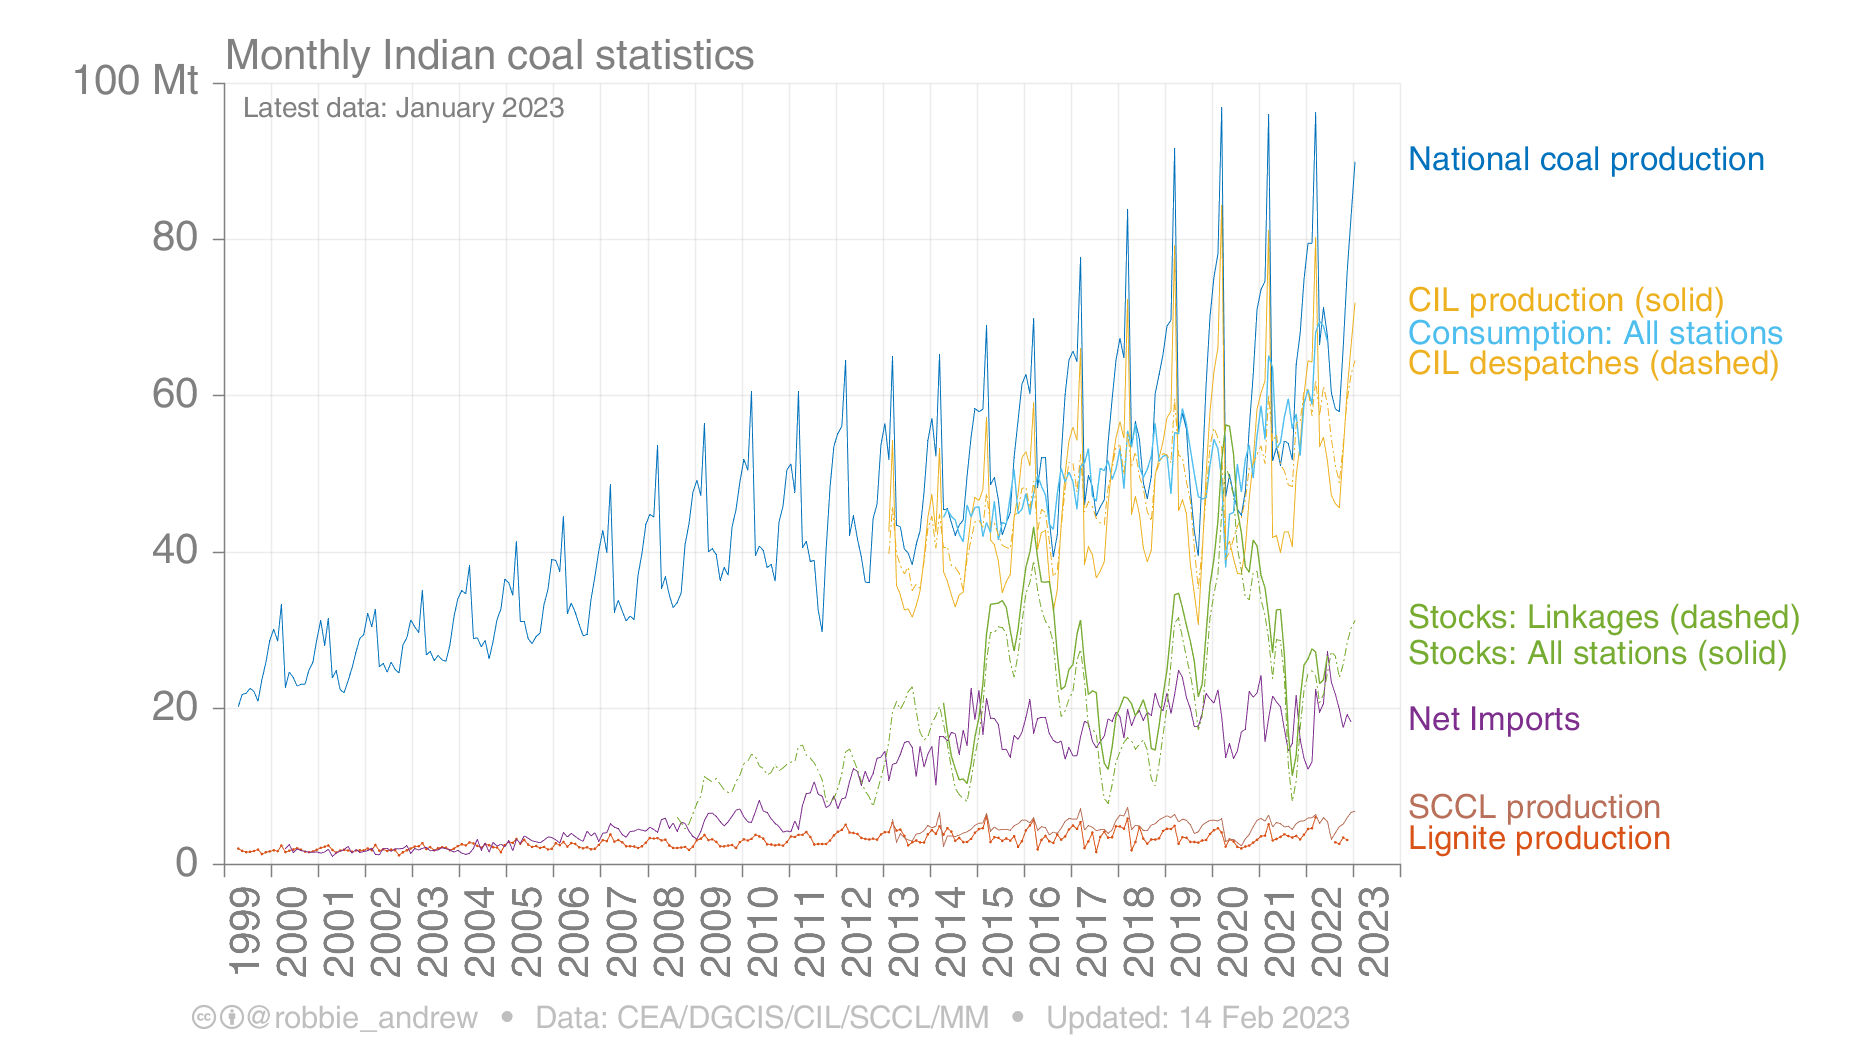 Monthly Indian coal statistics
100 Mt
Latest data: January 2023
80
60
40
20
0
National coal production
CIL production (solid)
Consumption: All stations
CIL despatches (dashed)
Stocks: Linkages (dashed)
Stocks: All stations (solid)
Net Imports
SCCL production
Lignite production
1999
2000
2001
2002
2003
2004
2005
2006
2007
2008
2009
2010
2011
2012
2013
2014
2015
2016
2017
2018
2019
2020
2021
2022
2023
@robbie_andrew • Data: CEA/DGCIS/CIL/SCCL/MM • Updated: 14 Feb 2023